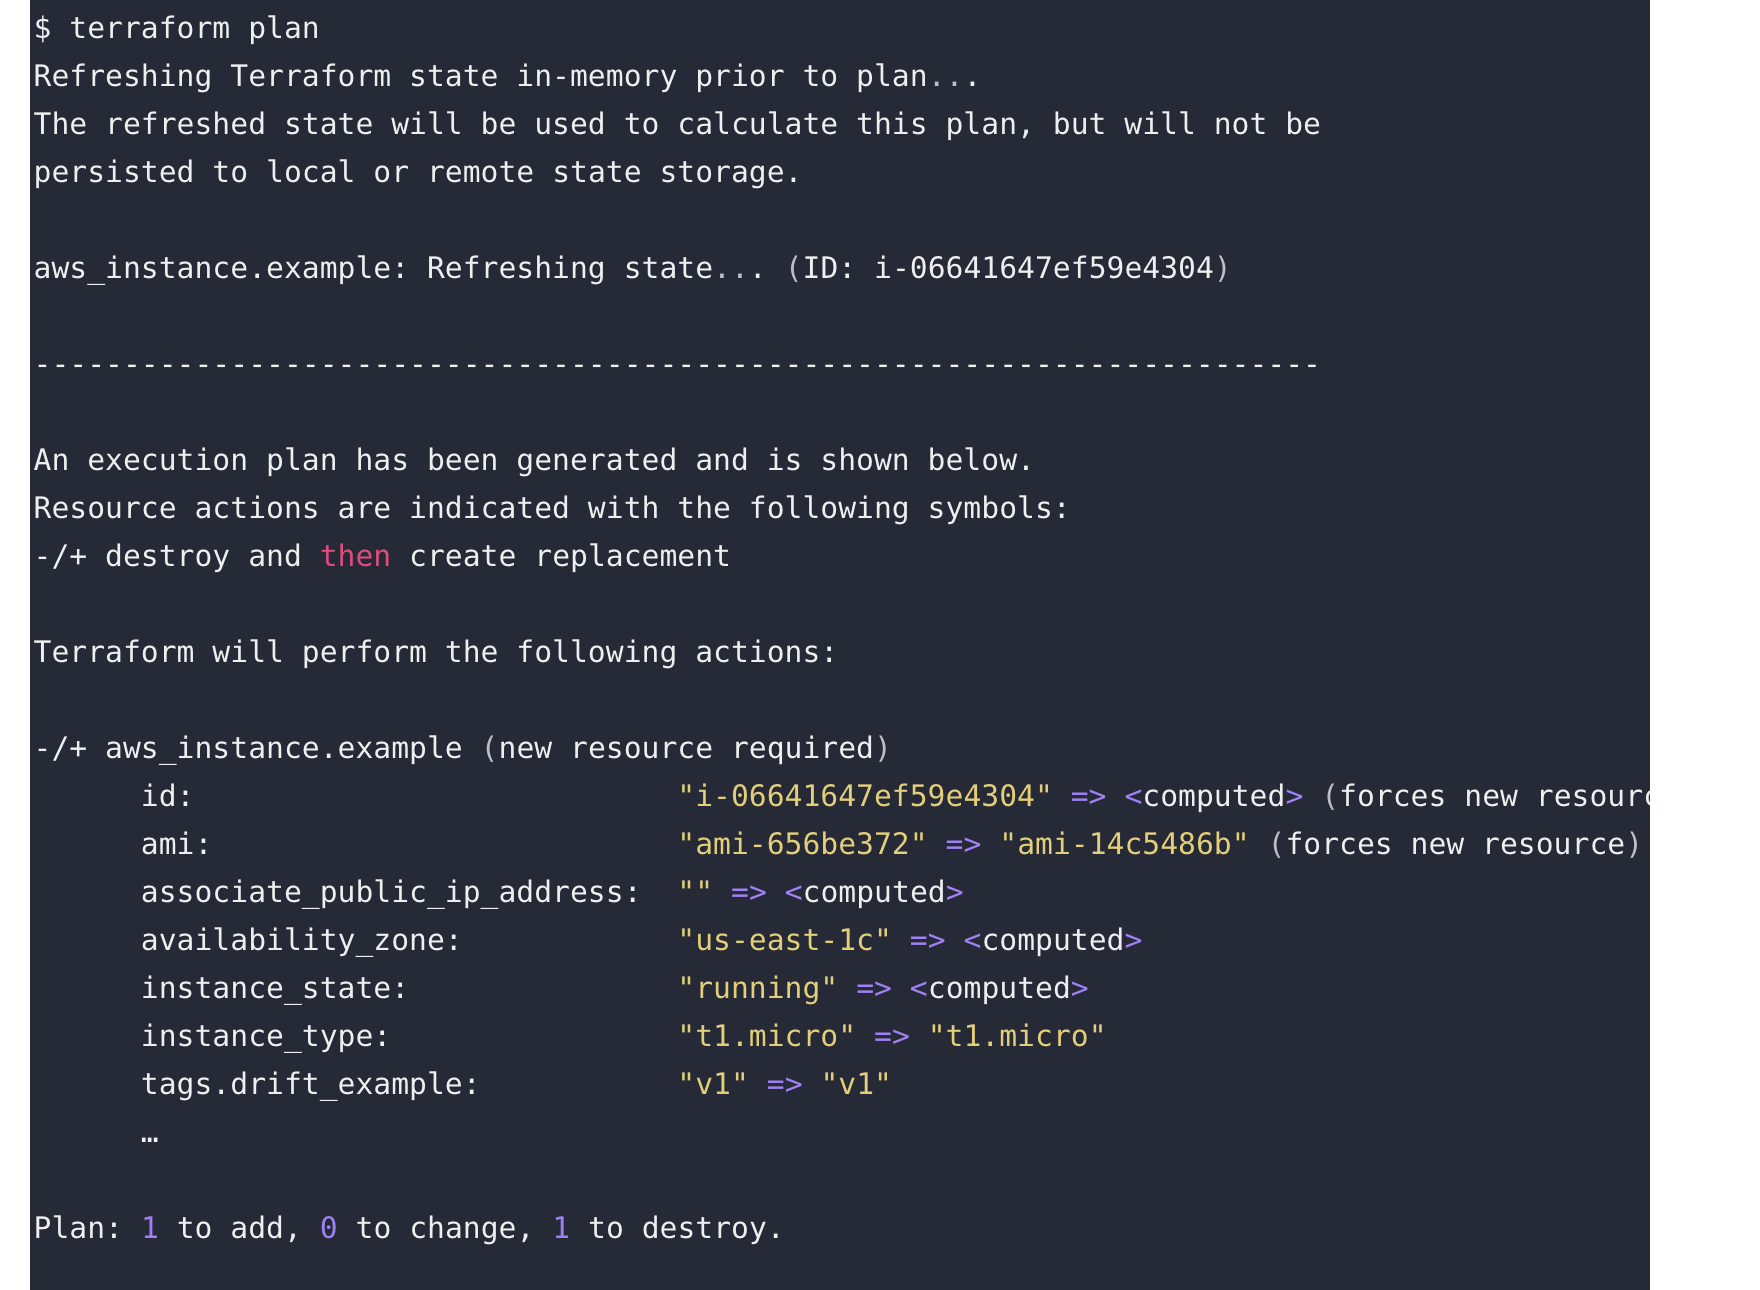 $ terraform plan
Refreshing Terraform state in-memory prior to plan...
The refreshed state will be used to calculate this plan, but will not be
persisted to local or remote state storage.
aws_instance.example: Refreshing state... (ID: i-06641647ef59e4304)
------------------------------------------------------------------------
An execution plan has been generated and is shown below.
Resource actions are indicated with the following symbols:
-/+ destroy and then create replacement
Terraform will perform the following actions:
-/+ aws_instance.example (new resource required)
id: "i-06641647ef59e4304" => <computed> (forces new resourc
ami: "ami-656be372" => "ami-14c5486b" (forces new resource)
associate_public_ip_address: "" => <computed>
availability_zone: "us-east-1c" => <computed>
instance_state: "running" => <computed>
instance_type: "t1.micro" => "t1.micro"
tags.drift_example: "v1" => "v1"
…
Plan: 1 to add, 0 to change, 1 to destroy.